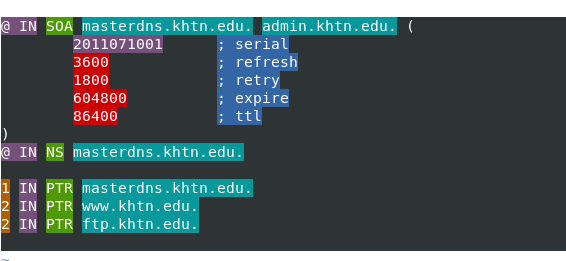 @ IN SOA masterdns.khtn.edu. admin.khtn.edu. (
2011071001 ; serial
3600 ; refresh
1800 ; retry
604800 ; expire
86400 ; ttl
)
@ IN NS masterdns.khtn.edu.
1 IN PTR masterdns.khtn.edu.
2 IN PTR www.khtn.edu.
2 IN PTR ftp.khtn.edu.
~